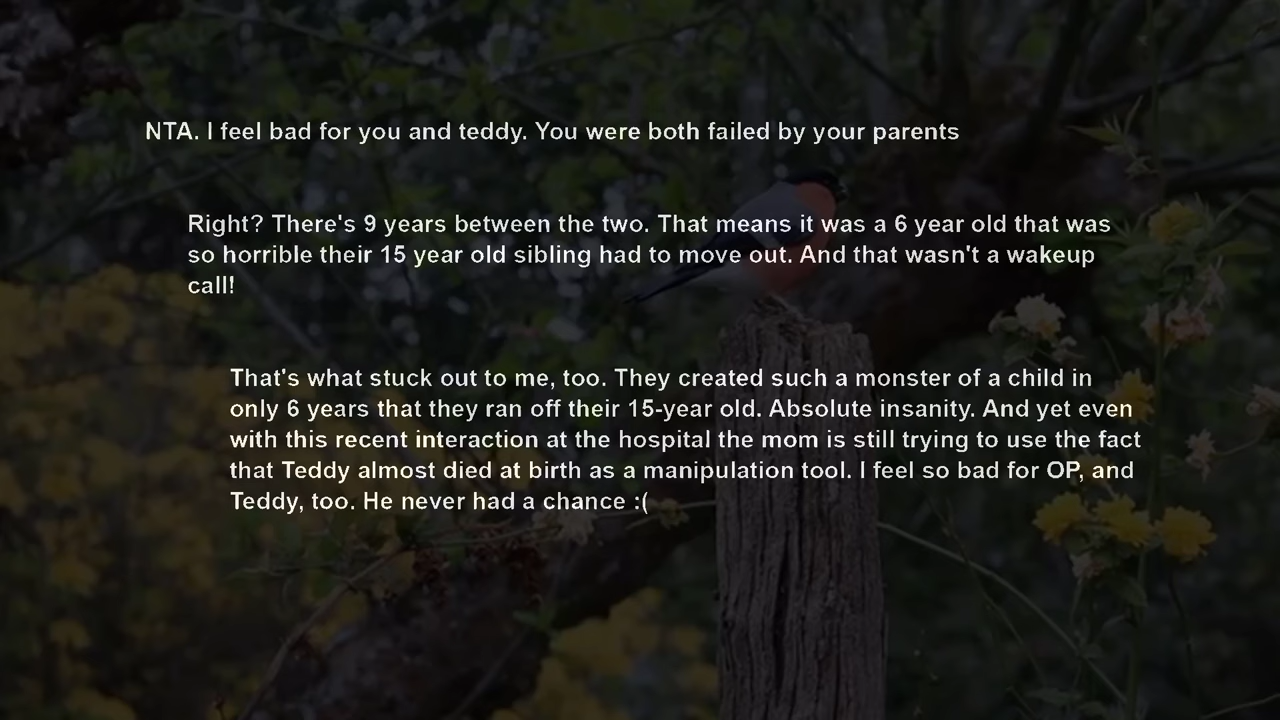 NTA. I feel bad for you and teddy. You were both failed by your parents
Right? There's 9 years between the two. That means it was a 6 year old that was
so horrible their 15 year old sibling had to move out. And that wasn't a wakeup
call!
That's what stuck out to me, too. They created such a monster of a child in
only 6 years that they ran off their 15-year old. Absolute insanity. And yet even
with this recent interaction at the hospital the mom is still trying to use the fact
that Teddy almost died at birth as a manipulation tool. I feel so bad for OP, and
Teddy, too. He never had a chance :(